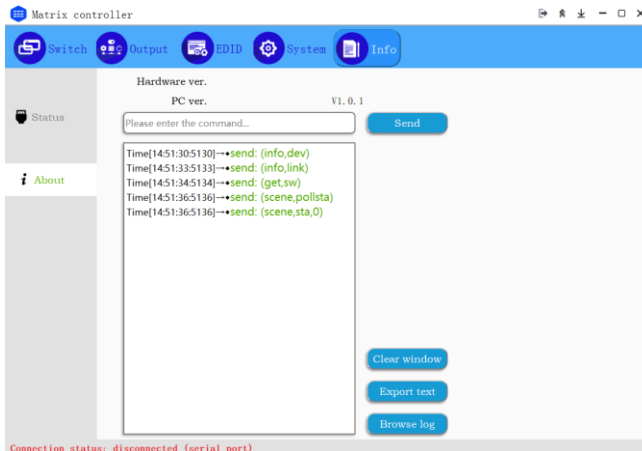 Matrix controller
Switch Output EDID System Info
Hardware ver.
PC ver. V1.0.1
Status
Please enter the command... Send
Time[14:51:30:5130]→◆send: (info,dev)
Time[14:51:33:5133]→◆send: (info,link)
Time[14:51:34:5134]→◆send: (get,sw)
Time[14:51:36:5136]→◆send: (scene,pollsta)
Time[14:51:36:5136]→◆send: (scene,sta,0)
About
Clear window
Export text
Browse log
Connection status: disconnected (serial port)